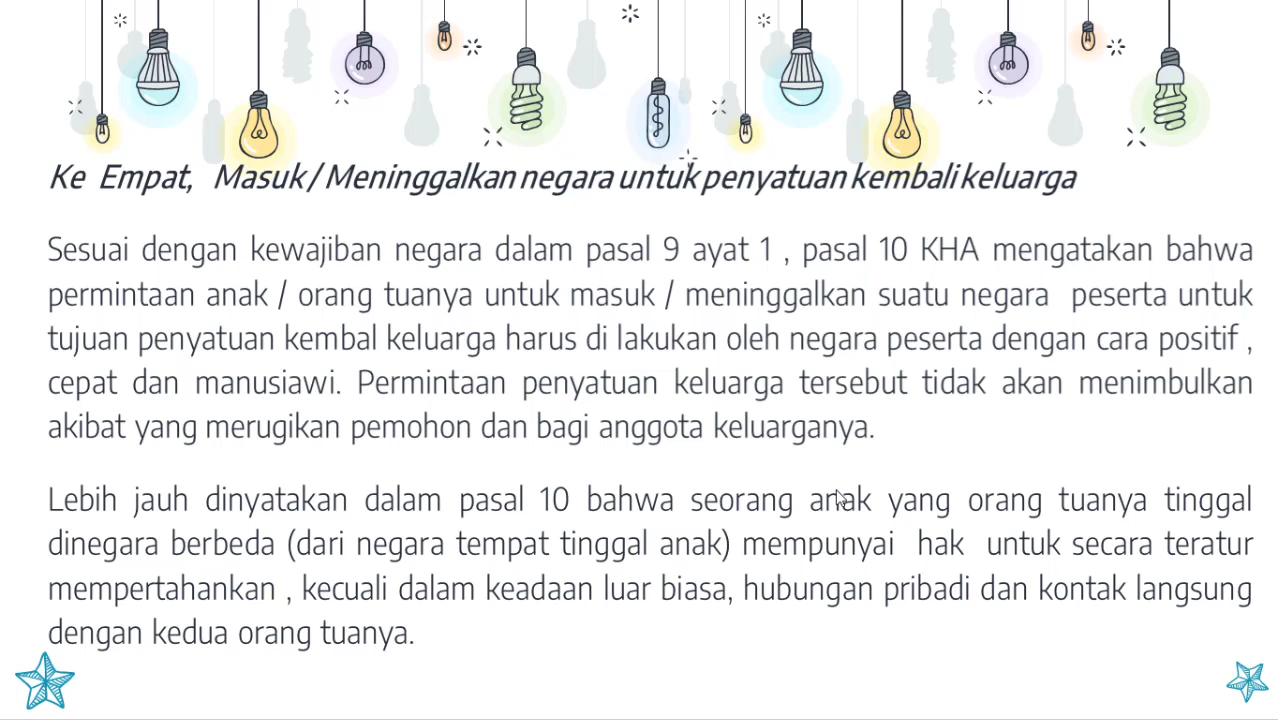 Ke Empat, Masuk / Meninggalkan negara untuk penyatuan kembali keluarga
Sesuai dengan kewajiban negara dalam pasal 9 ayat 1 , pasal 10 KHA mengatakan bahwa
permintaan anak / orang tuanya untuk masuk / meninggalkan suatu negara peserta untuk
tujuan penyatuan kembal keluarga harus di lakukan oleh negara peserta dengan cara positif ,
cepat dan manusiawi. Permintaan penyatuan keluarga tersebut tidak akan menimbulkan
akibat yang merugikan pemohon dan bagi anggota keluarganya.
Lebih jauh dinyatakan dalam pasal 10 bahwa seorang anak yang orang tuanya tinggal
dinegara berbeda (dari negara tempat tinggal anak) mempunyai hak untuk secara teratur
mempertahankan , kecuali dalam keadaan luar biasa, hubungan pribadi dan kontak langsung
dengan kedua orang tuanya.